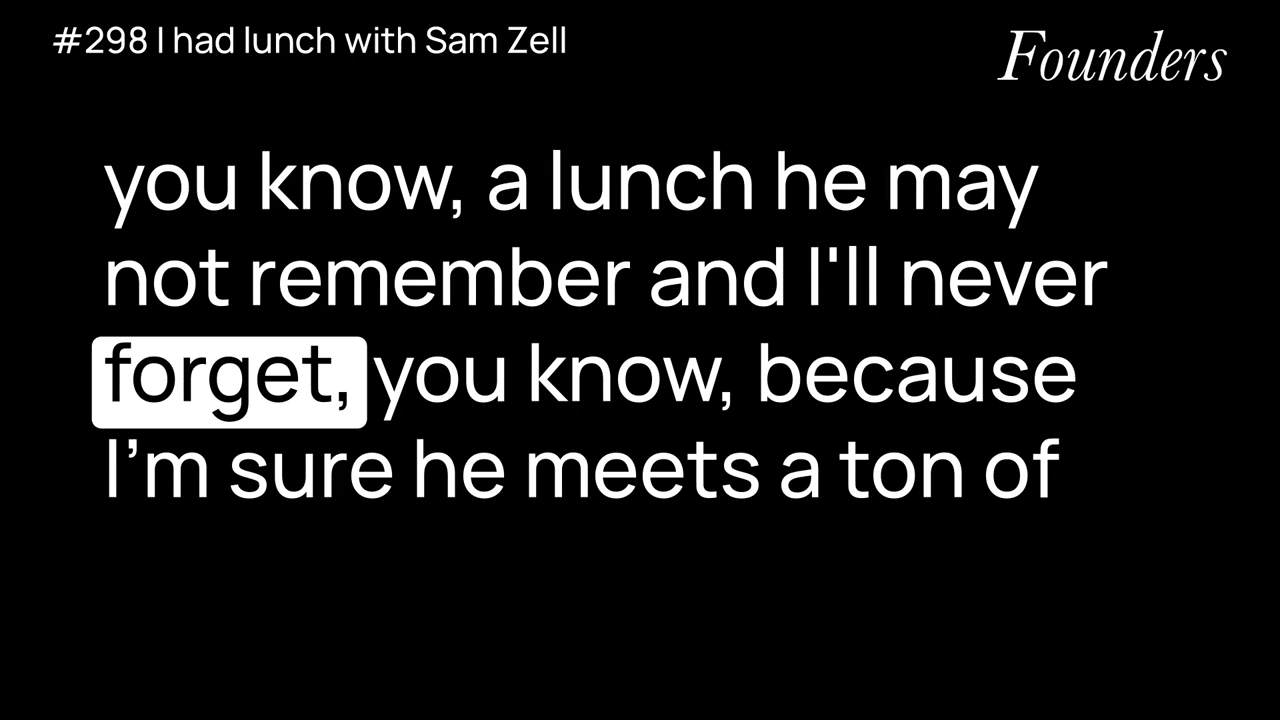 #298 I had lunch with Sam Zell
Founders
you know, a lunch he may
not remember and I'll never
forget, you know, because
I’m sure he meets a ton of